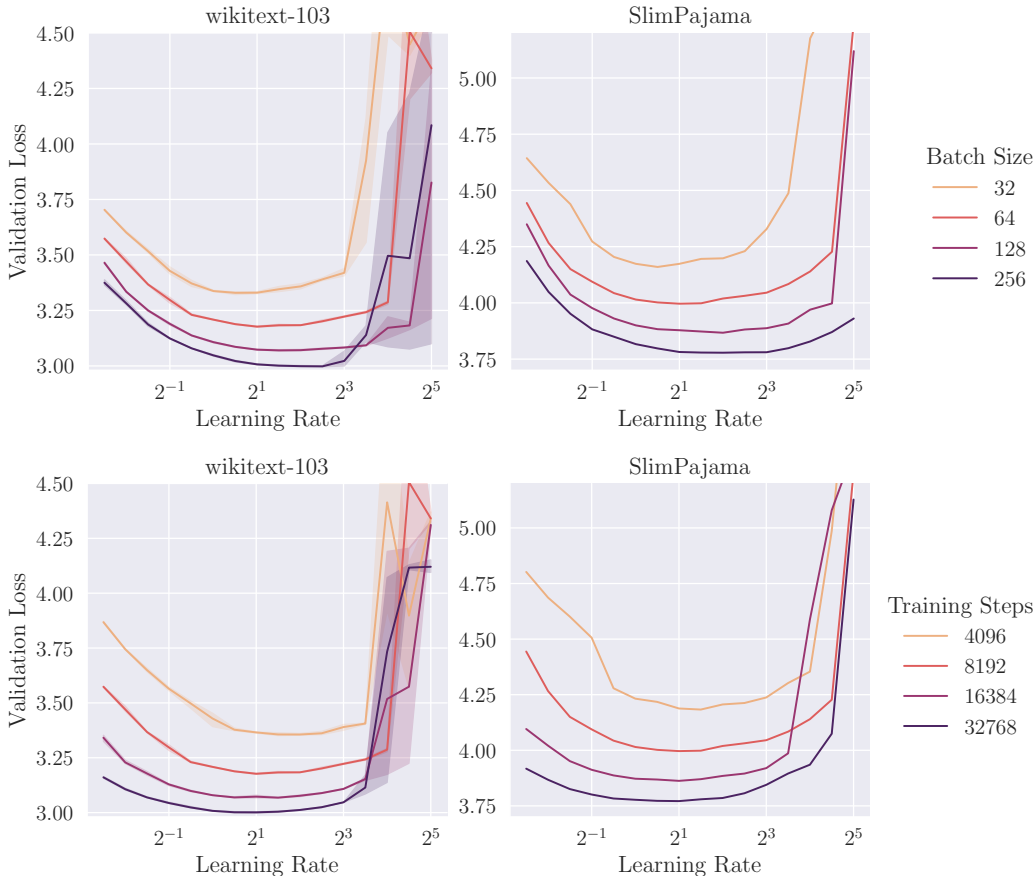 wikitext-103
SlimPajama
Validation Loss
4.50
4.25
4.00
3.75
3.50
3.25
3.00
5.00
4.75
4.50
4.25
4.00
3.75
2^{-1} 2^{1} 2^{3} 2^{5}
2^{-1} 2^{1} 2^{3} 2^{5}
Learning Rate
Learning Rate
Batch Size
32
64
128
256
wikitext-103
SlimPajama
Validation Loss
4.50
4.25
4.00
3.75
3.50
3.25
3.00
5.00
4.75
4.50
4.25
4.00
3.75
2^{-1} 2^{1} 2^{3} 2^{5}
2^{-1} 2^{1} 2^{3} 2^{5}
Learning Rate
Learning Rate
Training Steps
4096
8192
16384
32768